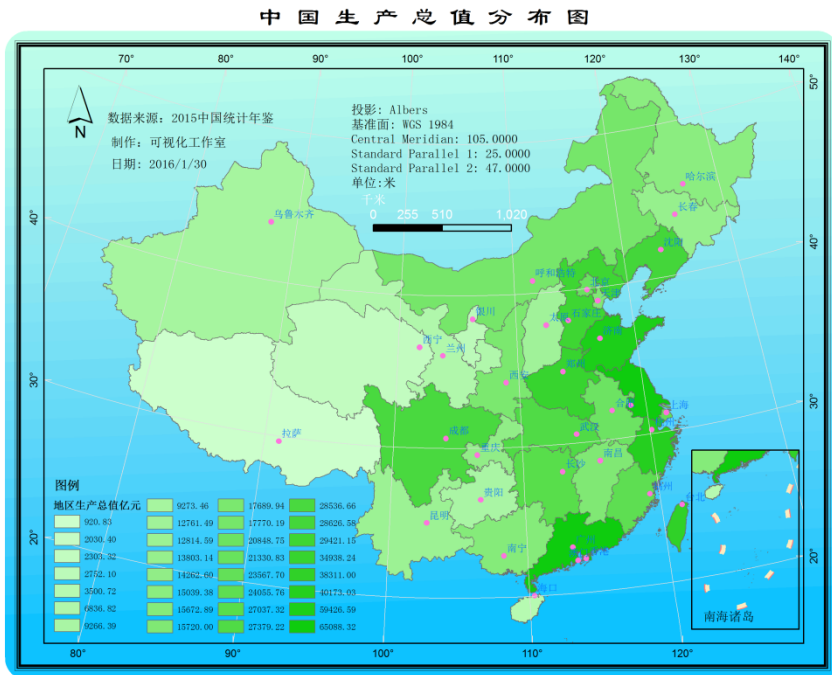 中国生产总值分布图
70° 80° 90° 100° 110° 120° 130° 140°
50°
40°
30°
20°
40°
30°
20°
80° 90° 100° 110° 120°
N
数据来源: 2015中国统计年鉴
制作: 可视化工作室
日期: 2016/1/30
投影: Albers
基准面: WGS 1984
Central Meridian: 105.0000
Standard Parallel 1: 25.0000
Standard Parallel 2: 47.0000
单位:米
千米
0 255 510 1,020
哈尔滨
长春
乌鲁木齐
沈阳
呼和浩特
北京
银川
太原
石家庄
济南
西宁
兰州
西安
郑州
合肥
上海
拉萨
成都
武汉
杭州
重庆
长沙
南昌
贵阳
福州
台北
昆明
南宁
广州
海口
南海诸岛
图例
地区生产总值亿元
920.83
2030.40
2303.32
2752.10
3500.72
6836.82
9266.39
9273.46
12761.49
12814.59
13803.14
14262.60
15039.38
15672.89
15720.00
17689.94
17770.19
20848.75
21330.83
23567.70
24055.76
27037.32
27379.22
28536.66
28626.58
29421.15
34938.24
38311.00
40173.03
59426.59
65088.32